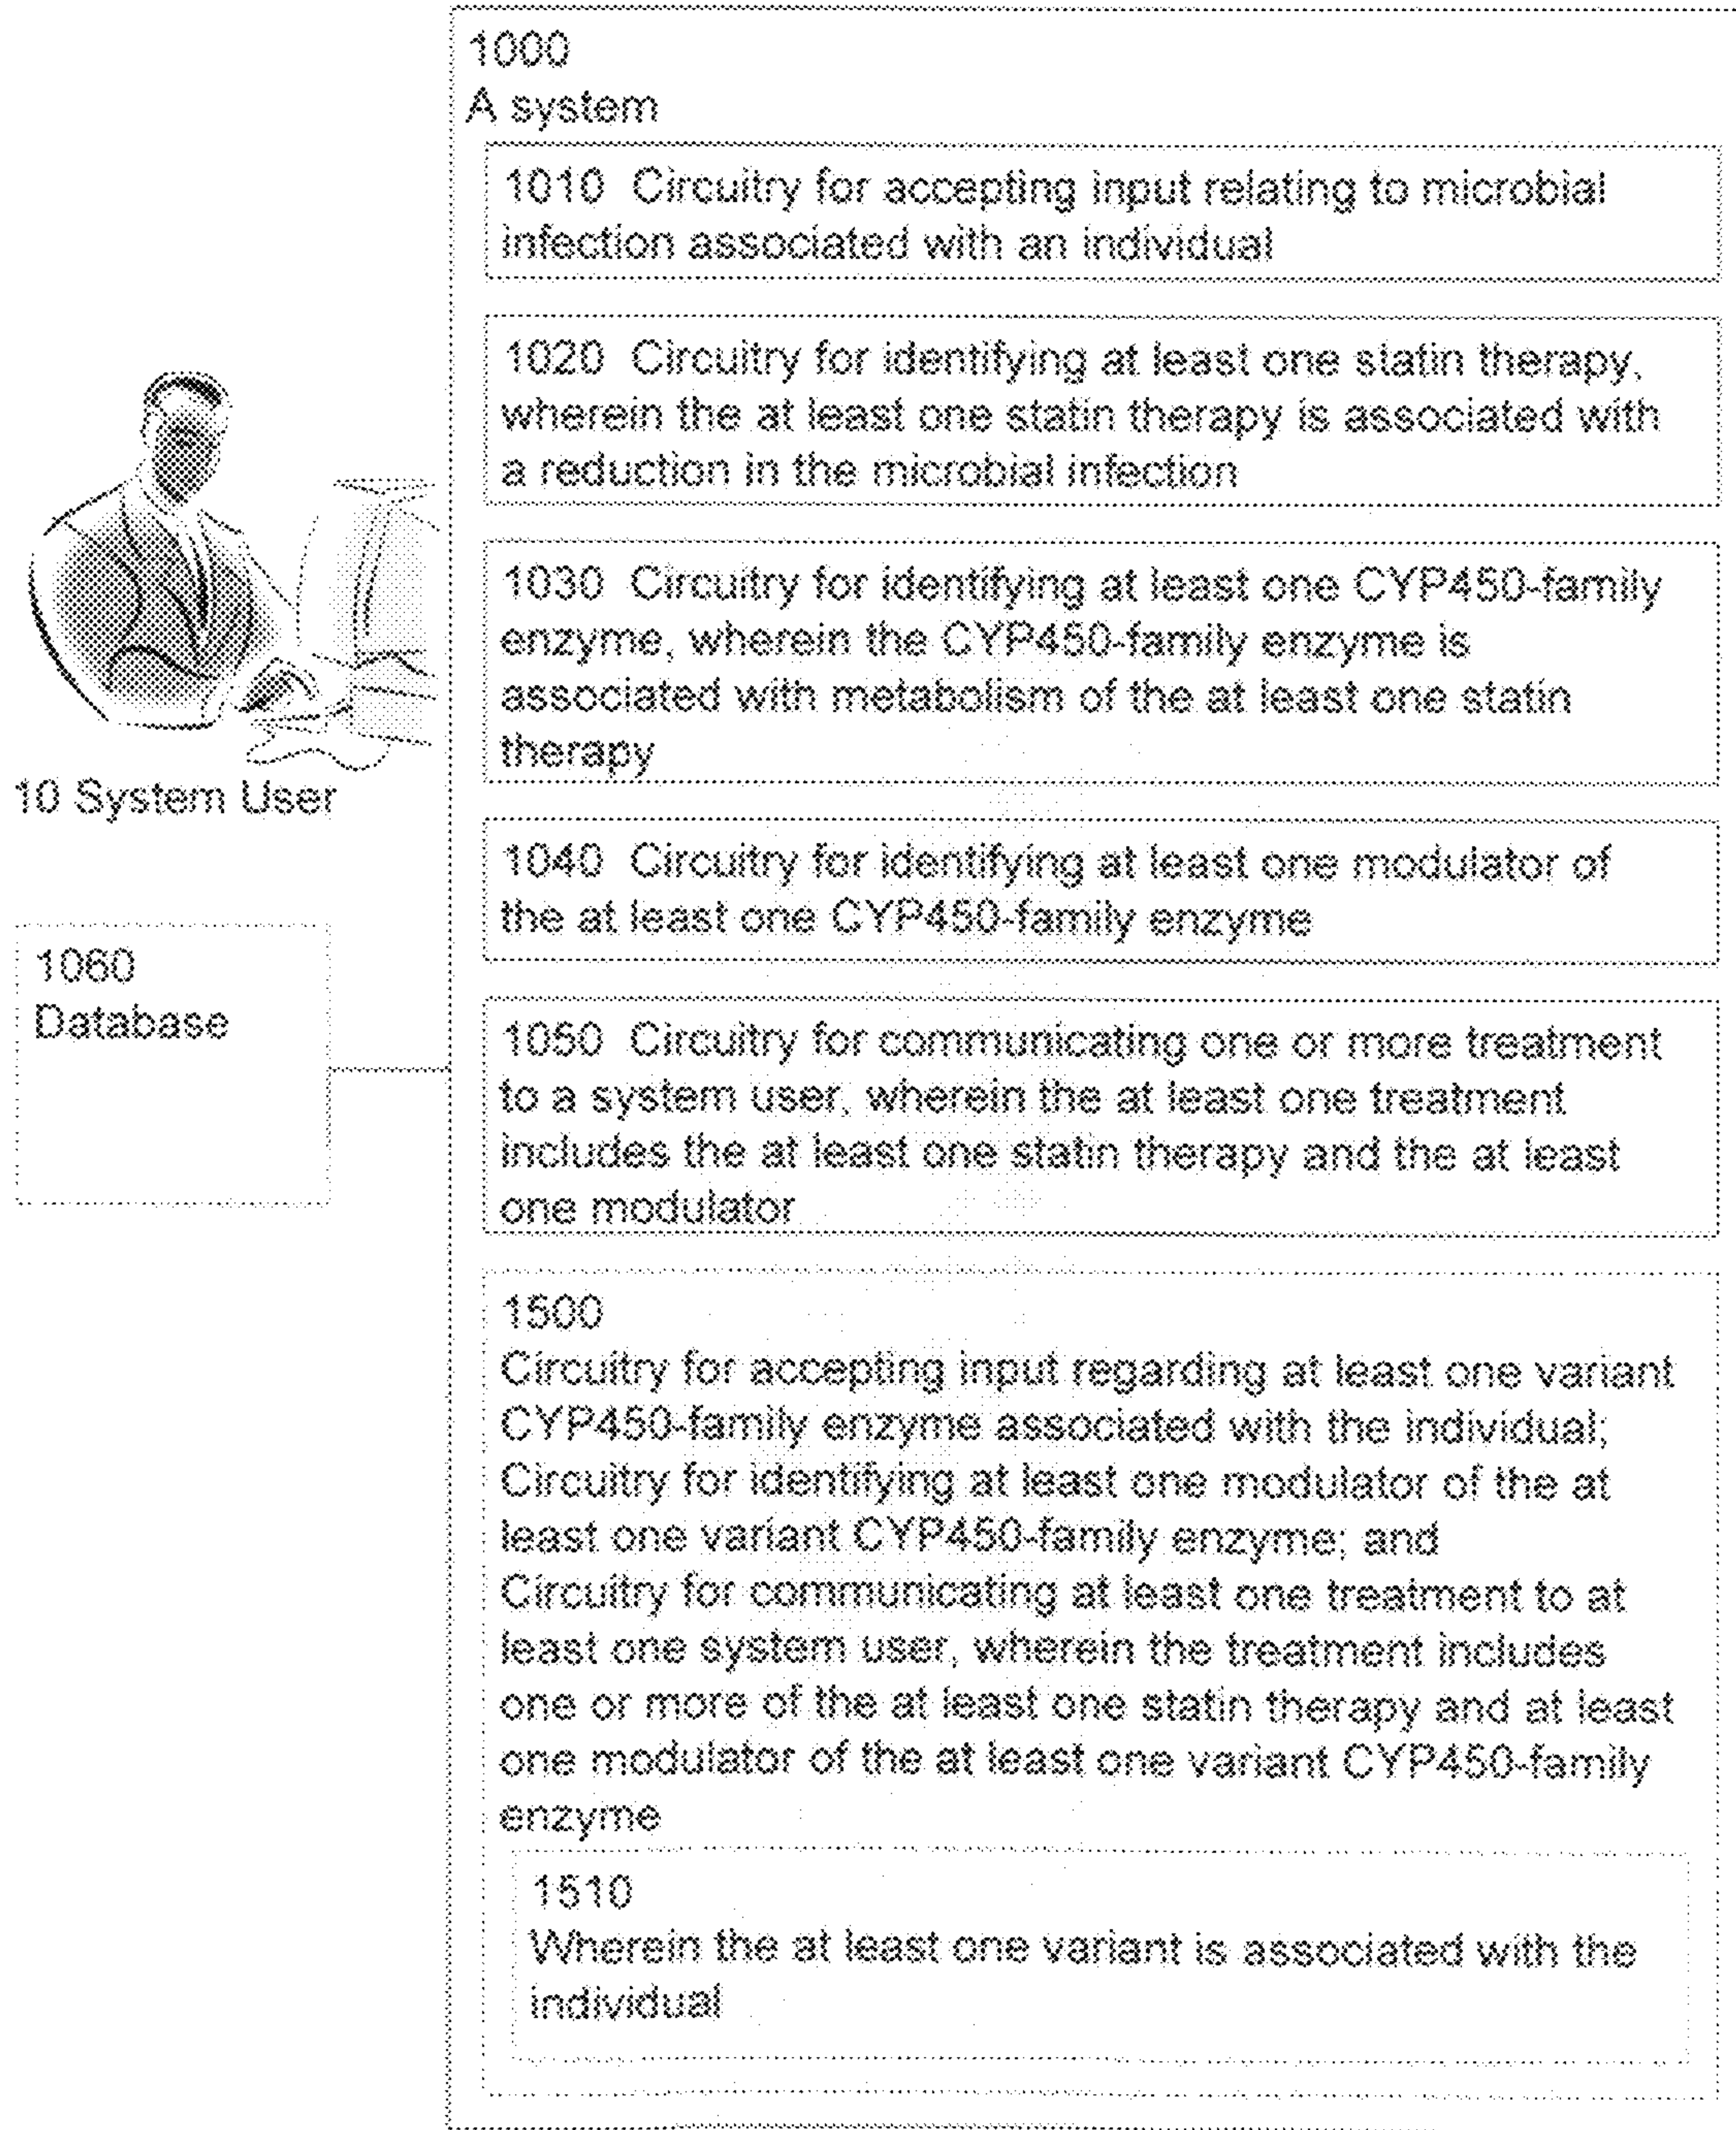 1000
A system
1010 Circuitry for accepting input relating to microbial
infection associated with an individual
1020 Circuitry for identifying at least one statin therapy,
wherein the at least one statin therapy is associated with
a reduction in the microbial infection
1030 Circuitry for identifying at least one CYP450-family
enzyme, wherein the CYP450-family enzyme is
associated with metabolism of the at least one statin
therapy
10 System User
1040 Circuitry for identifying at least one modulator of
the at least one CYP450-family enzyme
1060
Database
1050 Circuitry for communicating one or more treatment
to a system user, wherein the at least one treatment
includes the at least one statin therapy and the at least
one modulator
1500
Circuitry for accepting input regarding at least one variant
CYP450-family enzyme associated with the individual;
Circuitry for identifying at least one modulator of the at
least one variant CYP450-family enzyme; and
Circuitry for communicating at least one treatment to at
least one system user, wherein the treatment includes
one or more of the at least one statin therapy and at least
one modulator of the at least one variant CYP450-family
enzyme
1510
Wherein the at least one variant is associated with the
individual